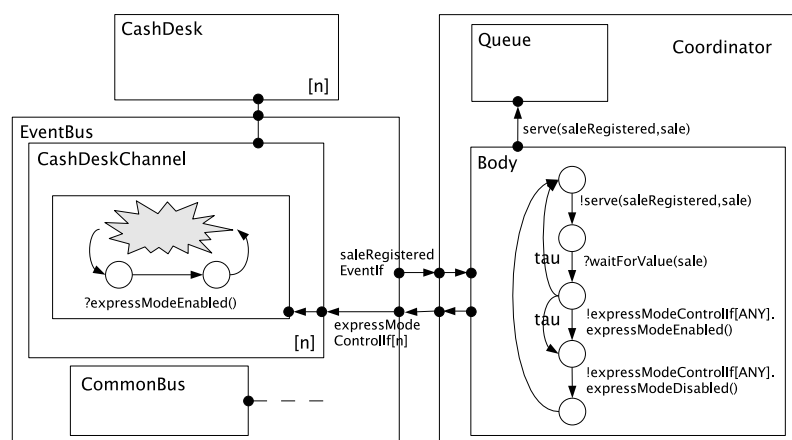 CashDesk
[n]
Queue
Coordinator
serve(saleRegistered,sale)
EventBus
CashDeskChannel
?expressModeEnabled()
[n]
CommonBus
saleRegistered
EventIf
expressMode
ControlIf[n]
Body
!serve(saleRegistered,sale)
tau
?waitForValue(sale)
tau
!expressModeControlIf[ANY].
expressModeEnabled()
!expressModeControlIf[ANY].
expressModeDisabled()